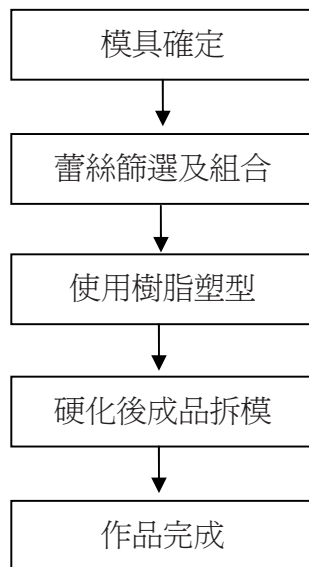 模具確定
蕾絲篩選及組合
使用樹脂塑型
硬化後成品拆模
作品完成